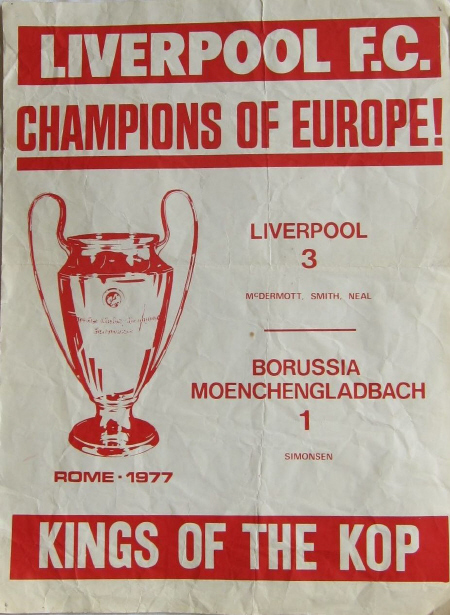 LIVERPOOL F.C.
CHAMPIONS OF EUROPE!
LIVERPOOL
3
McDERMOTT, SMITH, NEAL
BORUSSIA
MOENCHENGLADBACH
1
SIMONSEN
ROME · 1977
KINGS OF THE KOP